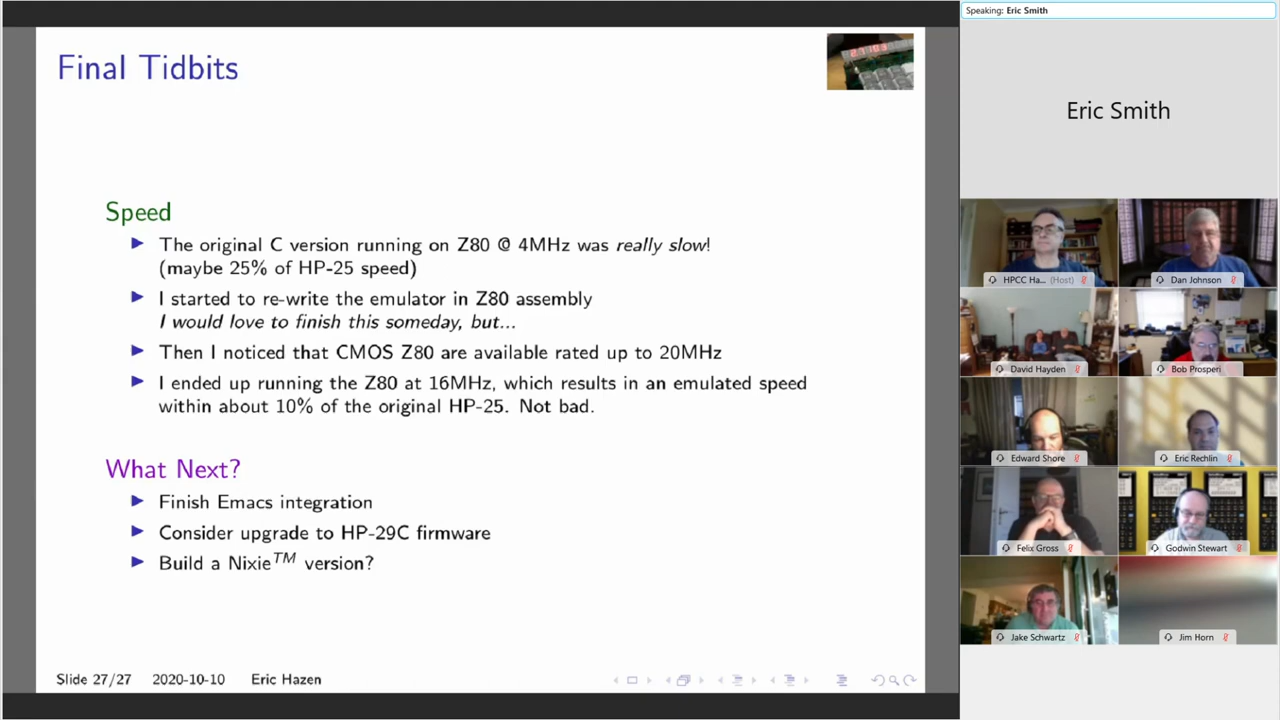 Speaking: Eric Smith
Final Tidbits
Eric Smith
Speed
The original C version running on Z80 @ 4MHz was really slow!
(maybe 25% of HP-25 speed)
I started to re-write the emulator in Z80 assembly
I would love to finish this someday, but...
Then I noticed that CMOS Z80 are available rated up to 20MHz
I ended up running the Z80 at 16MHz, which results in an emulated speed
within about 10% of the original HP-25. Not bad.
What Next?
Finish Emacs integration
Consider upgrade to HP-29C firmware
Build a Nixie™ version?
Slide 27/27 2020-10-10 Eric Hazen
HPCC Ha... (Host)
Dan Johnson
David Hayden
Bob Prosperi
Edward Shore
Eric Rechlin
Felix Gross
Godwin Stewart
Jake Schwartz
Jim Horn